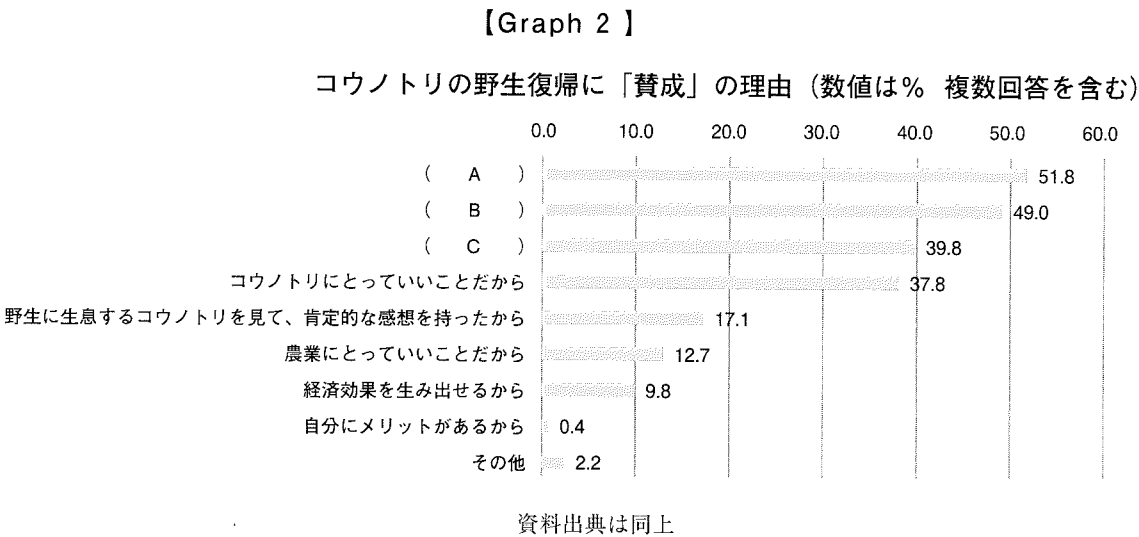 【Graph 2 】
コウノトリの野生復帰に「賛成」の理由（数値は％ 複数回答を含む）
0.0 10.0 20.0 30.0 40.0 50.0 60.0
（ A ） 51.8
（ B ） 49.0
（ C ） 39.8
コウノトリにとっていいことだから 37.8
野生に生息するコウノトリを見て、肯定的な感想を持ったから 17.1
農業にとっていいことだから 12.7
経済効果を生み出せるから 9.8
自分にメリットがあるから 0.4
その他 2.2
資料出典は同上